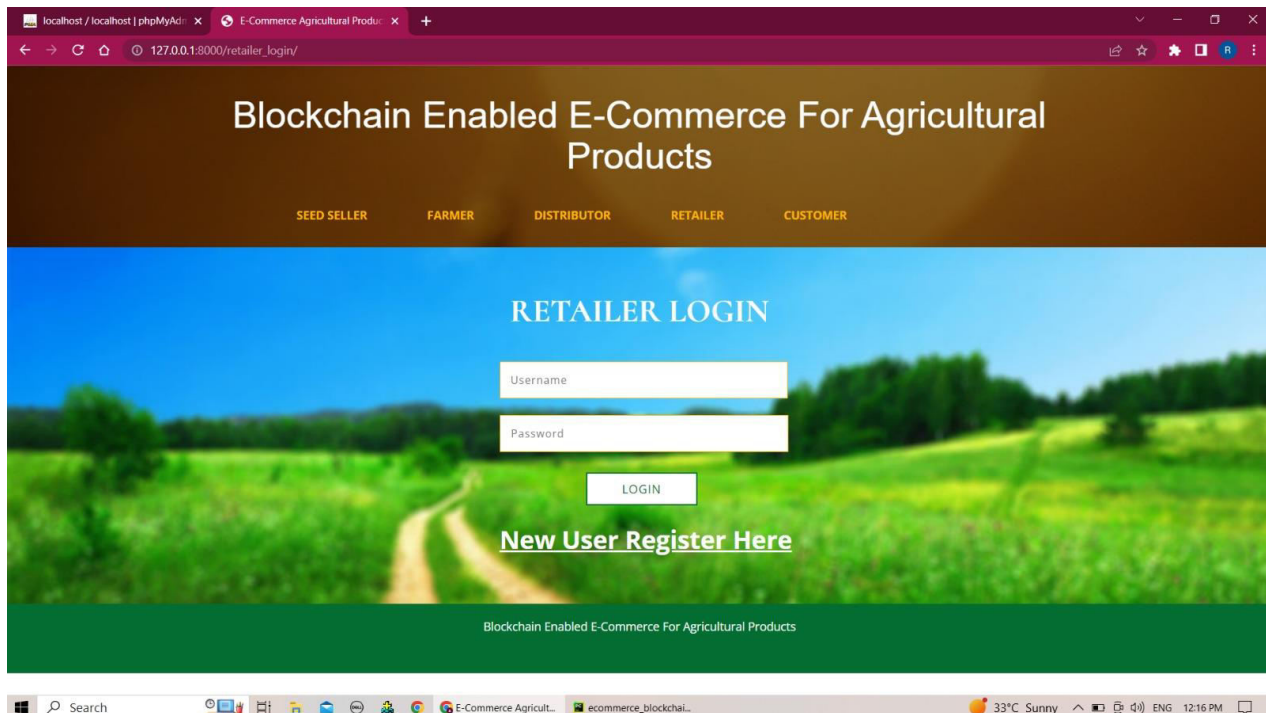 localhost / localhost | phpMyAdm
E-Commerce Agricultural Produc
127.0.0.1:8000/retailer_login/
R
Blockchain Enabled E-Commerce For Agricultural
Products
SEED SELLER FARMER DISTRIBUTOR RETAILER CUSTOMER
RETAILER LOGIN
Username
Password
LOGIN
New User Register Here
Blockchain Enabled E-Commerce For Agricultural Products
Search E-Commerce Agricult... ecommerce_blockchai... 33°C Sunny ENG 12:16 PM